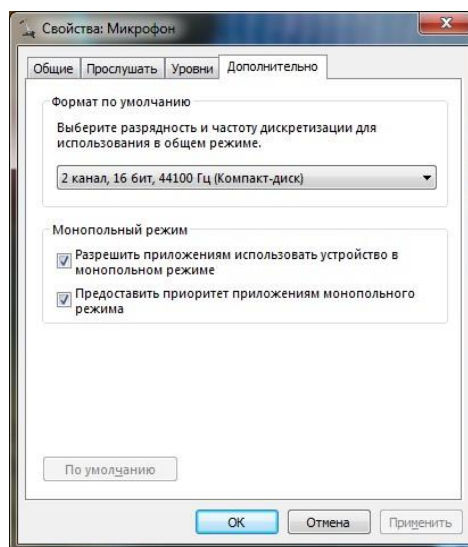 Свойства: Микрофон
Общие
Прослушать
Уровни
Дополнительно
Формат по умолчанию
Выберите разрядность и частоту дискретизации для
использования в общем режиме.
2 канал, 16 бит, 44100 Гц (Компакт-диск)
Монопольный режим
Разрешить приложениям использовать устройство в
монопольном режиме
Предоставить приоритет приложениям монопольного
режима
По умолчанию
ОК
Отмена
Применить